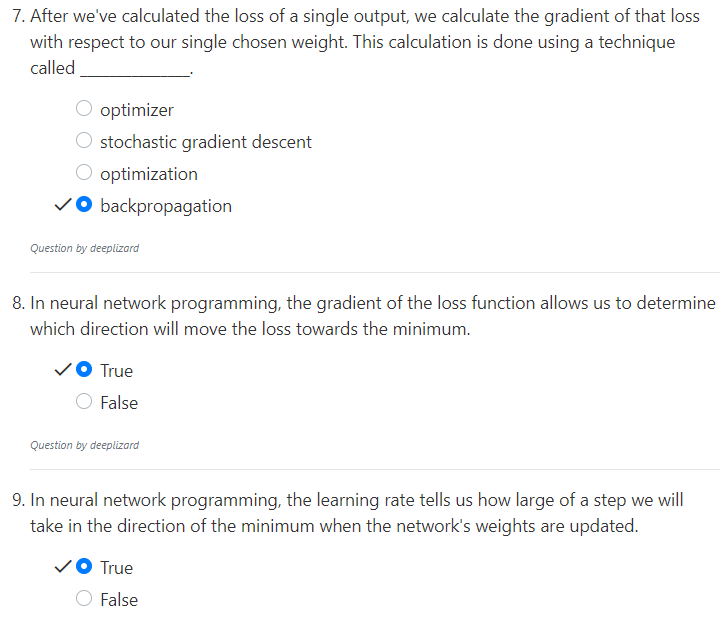 7. After we've calculated the loss of a single output, we calculate the gradient of that loss
with respect to our single chosen weight. This calculation is done using a technique
called ______________.
optimizer
stochastic gradient descent
optimization
backpropagation
Question by deeplizard
8. In neural network programming, the gradient of the loss function allows us to determine
which direction will move the loss towards the minimum.
True
False
Question by deeplizard
9. In neural network programming, the learning rate tells us how large of a step we will
take in the direction of the minimum when the network's weights are updated.
True
False